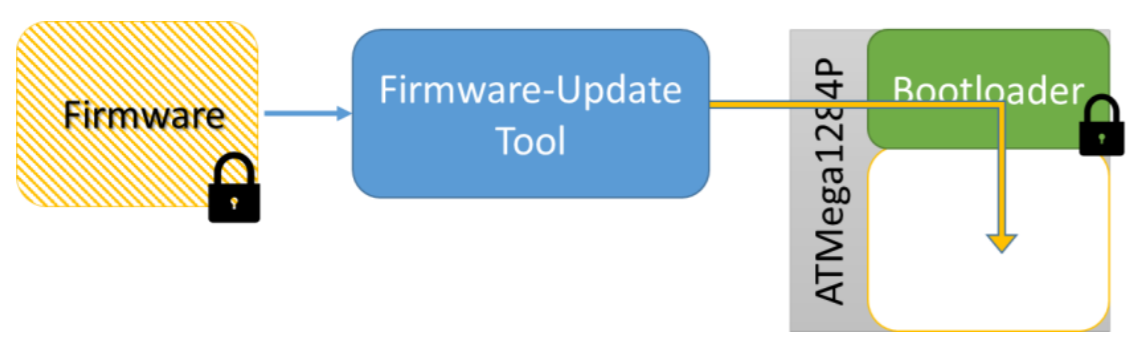 Firmware
Firmware-Update
Tool
ATMega1284P
Bootloader